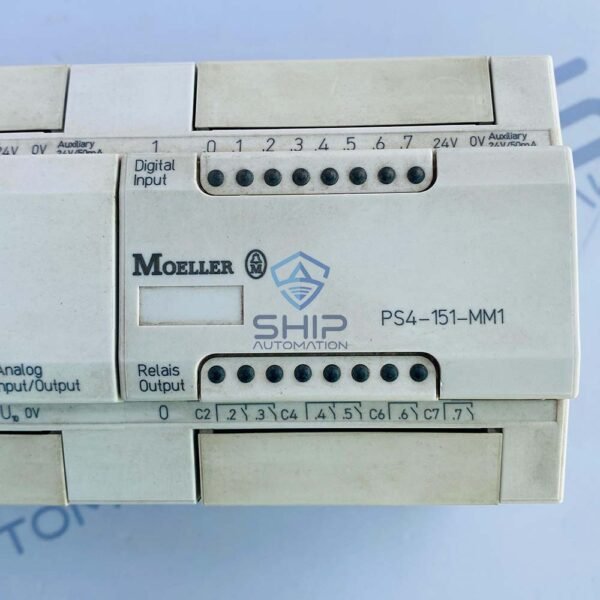 24V 0V Auxiliary 24V/50mA 1 0 .1 .2 .3 .4 .5 .6 .7 24V 0V Auxiliary 24V/50mA
Digital
Input
MOELLER
SHIP
AUTOMATION
PS4-151-MM1
Analog
Input/Output
Relais
Output
U₁₀ 0V 0 C2 .2 .3 C4 .4 .5 C6 .6 C7 .7